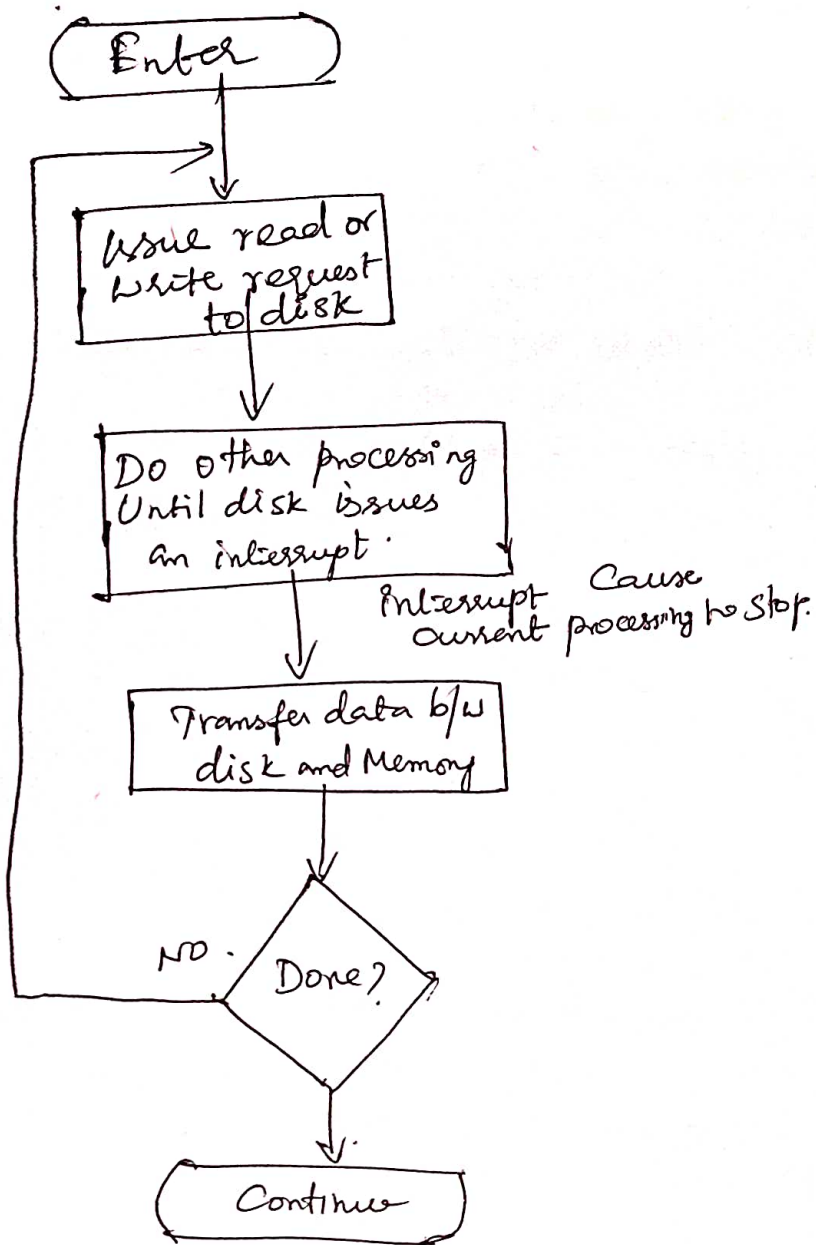 Enter
Issue read or
write request
to disk
Do other processing
Until disk issues
an interrupt.
interrupt Cause
current processing to Stop.
Transfer data b/w
disk and Memory
NO.
Done?
Continue